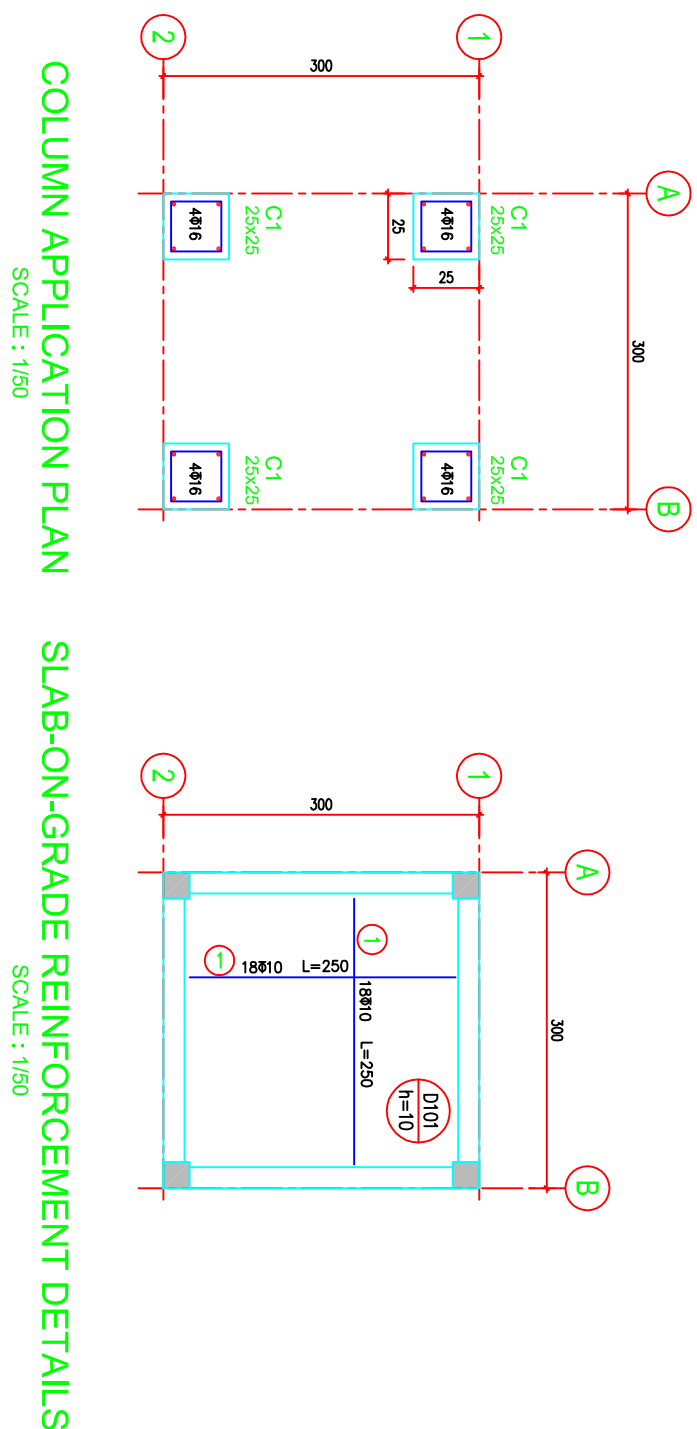 A
B
300
1
2
300
C1
25x25
4Φ16
C1
25x25
4Φ16
25
25
C1
25x25
4Φ16
C1
25x25
4Φ16
COLUMN APPLICATION PLAN
SCALE : 1/50
A
B
300
1
2
300
D101
h=10
1
18Φ10 L=250
1
18Φ10 L=250
SLAB-ON-GRADE REINFORCEMENT DETAILS
SCALE : 1/50